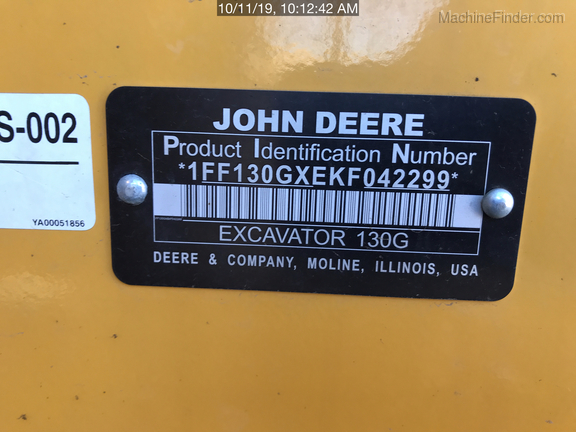 10/11/19, 10:12:42 AM
MachineFinder.com
S-002
YA00051856
JOHN DEERE
Product Identification Number
*1FF130GXEKF042299*
EXCAVATOR 130G
DEERE & COMPANY, MOLINE, ILLINOIS, USA